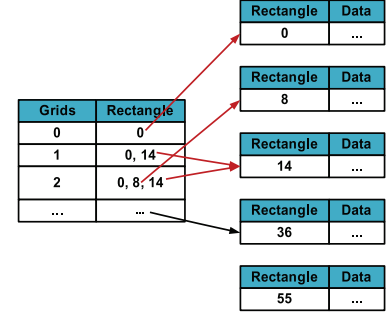 Rectangle Data
0 ...
Rectangle Data
8 ...
Grids Rectangle
0 0
1 0, 14
2 0, 8, 14
... ...
Rectangle Data
14 ...
Rectangle Data
36 ...
Rectangle Data
55 ...